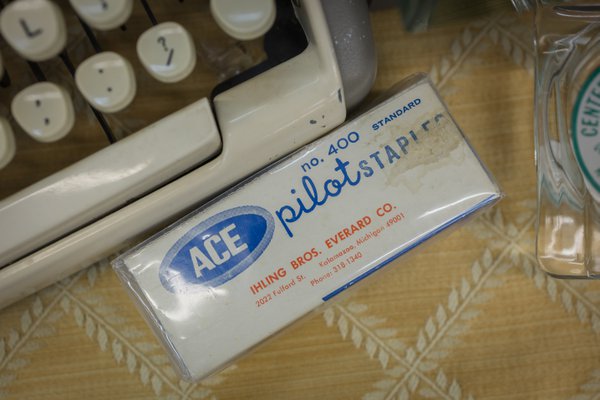 L
?
/
:
;
no. 400 STANDARD
pilot STAPLES
ACE
IHLING BROS. EVERARD CO.
2022 Fulford St. Kalamazoo, Michigan 49001
Phone: 318-1340
CENTE